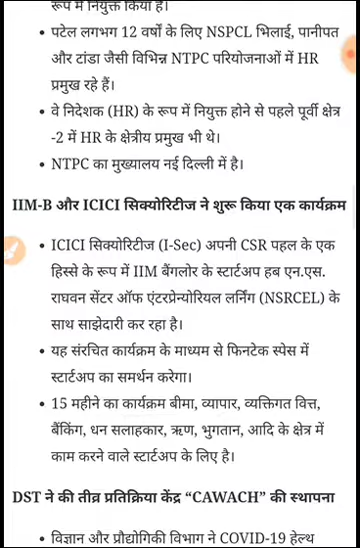 रूप में नियुक्त किया है।
पटेल लगभग 12 वर्षों के लिए NSPCL भिलाई, पानीपत
और टांडा जैसी विभिन्न NTPC परियोजनाओं में HR
प्रमुख रहे हैं।
वे निदेशक (HR) के रूप में नियुक्त होने से पहले पूर्वी क्षेत्र
-2 में HR के क्षेत्रीय प्रमुख भी थे।
NTPC का मुख्यालय नई दिल्ली में है।
IIM-B और ICICI सिक्योरिटीज ने शुरू किया एक कार्यक्रम
ICICI सिक्योरिटीज (I-Sec) अपनी CSR पहल के एक
हिस्से के रूप में IIM बैंगलोर के स्टार्टअप हब एन.एस.
राघवन सेंटर ऑफ एंटरप्रेन्योरियल लर्निंग (NSRCEL) के
साथ साझेदारी कर रहा है।
यह संरचित कार्यक्रम के माध्यम से फिनटेक स्पेस में
स्टार्टअप का समर्थन करेगा।
15 महीने का कार्यक्रम बीमा, व्यापार, व्यक्तिगत वित्त,
बैंकिंग, धन सलाहकार, ऋण, भुगतान, आदि के क्षेत्र में
काम करने वाले स्टार्टअप के लिए है।
DST ने की तीव्र प्रतिक्रिया केंद्र “CAWACH” की स्थापना
विज्ञान और प्रौद्योगिकी विभाग ने COVID-19 हेल्थ